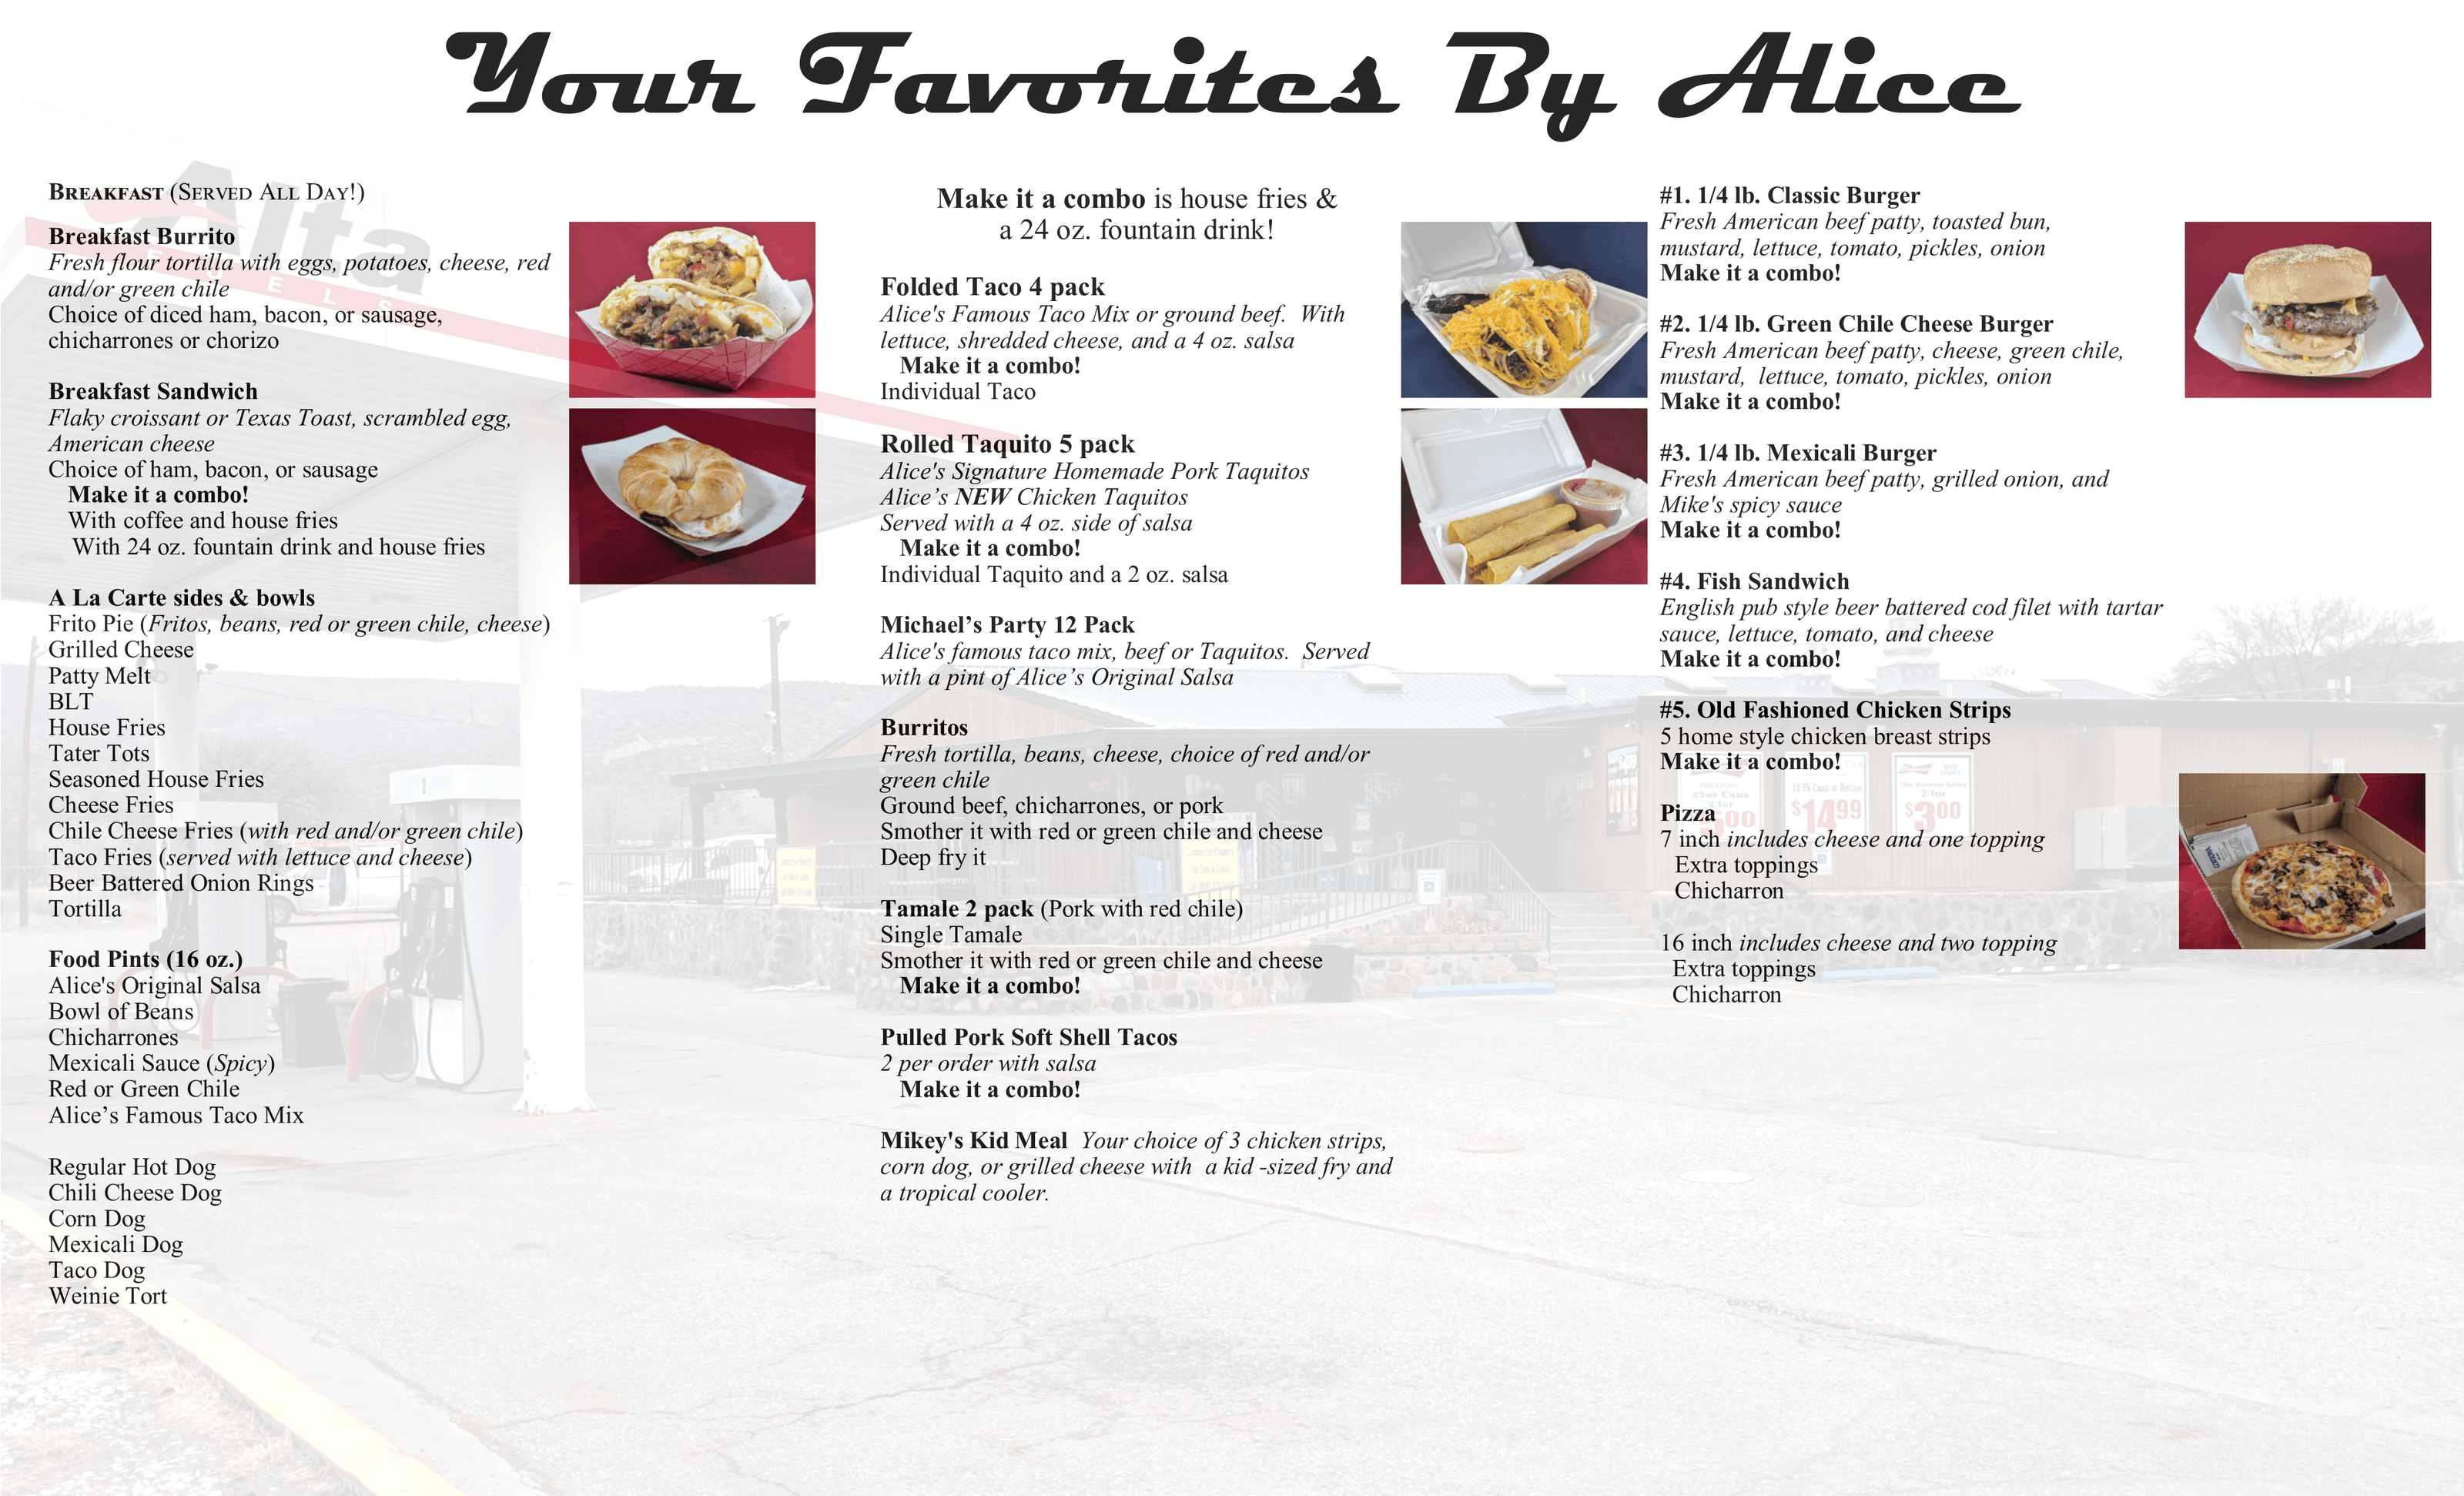 Your Favorites By Alice
BREAKFAST (SERVED ALL DAY!)
Breakfast Burrito
Fresh flour tortilla with eggs, potatoes, cheese, red
and/or green chile
Choice of diced ham, bacon, or sausage,
chicharrones or chorizo
Breakfast Sandwich
Flaky croissant or Texas Toast, scrambled egg,
American cheese
Choice of ham, bacon, or sausage
Make it a combo!
With coffee and house fries
With 24 oz. fountain drink and house fries
A La Carte sides & bowls
Frito Pie (Fritos, beans, red or green chile, cheese)
Grilled Cheese
Patty Melt
BLT
House Fries
Tater Tots
Seasoned House Fries
Cheese Fries
Chile Cheese Fries (with red and/or green chile)
Taco Fries (served with lettuce and cheese)
Beer Battered Onion Rings
Tortilla
Food Pints (16 oz.)
Alice's Original Salsa
Bowl of Beans
Chicharrones
Mexicali Sauce (Spicy)
Red or Green Chile
Alice’s Famous Taco Mix
Regular Hot Dog
Chili Cheese Dog
Corn Dog
Mexicali Dog
Taco Dog
Weinie Tort
Make it a combo is house fries &
a 24 oz. fountain drink!
Folded Taco 4 pack
Alice's Famous Taco Mix or ground beef.  With
lettuce, shredded cheese, and a 4 oz. salsa
Make it a combo!
Individual Taco
Rolled Taquito 5 pack
Alice's Signature Homemade Pork Taquitos
Alice’s NEW Chicken Taquitos
Served with a 4 oz. side of salsa
Make it a combo!
Individual Taquito and a 2 oz. salsa
Michael’s Party 12 Pack
Alice's famous taco mix, beef or Taquitos.  Served
with a pint of Alice’s Original Salsa
Burritos
Fresh tortilla, beans, cheese, choice of red and/or
green chile
Ground beef, chicharrones, or pork
Smother it with red or green chile and cheese
Deep fry it
Tamale 2 pack (Pork with red chile)
Single Tamale
Smother it with red or green chile and cheese
Make it a combo!
Pulled Pork Soft Shell Tacos
2 per order with salsa
Make it a combo!
Mikey's Kid Meal  Your choice of 3 chicken strips,
corn dog, or grilled cheese with  a kid -sized fry and
a tropical cooler.
#1. 1/4 lb. Classic Burger
Fresh American beef patty, toasted bun,
mustard, lettuce, tomato, pickles, onion
Make it a combo!
#2. 1/4 lb. Green Chile Cheese Burger
Fresh American beef patty, cheese, green chile,
mustard,  lettuce, tomato, pickles, onion
Make it a combo!
#3. 1/4 lb. Mexicali Burger
Fresh American beef patty, grilled onion, and
Mike's spicy sauce
Make it a combo!
#4. Fish Sandwich
English pub style beer battered cod filet with tartar
sauce, lettuce, tomato, and cheese
Make it a combo!
#5. Old Fashioned Chicken Strips
5 home style chicken breast strips
Make it a combo!
Pizza
7 inch includes cheese and one topping
Extra toppings
Chicharron
16 inch includes cheese and two topping
Extra toppings
Chicharron
Alta
FUELS
12 Pk Cans or Bottles
$14.99
2/for
$3.00